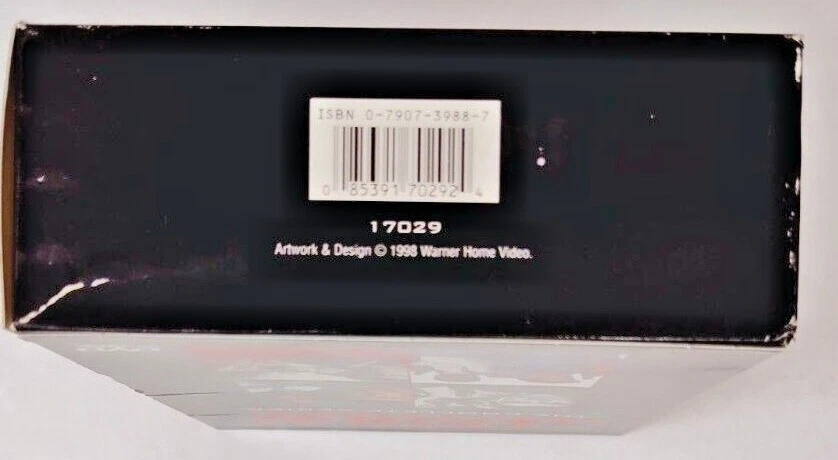 ISBN 0-7907-3988-7
0 85391 70292 4
17029
Artwork & Design © 1998 Warner Home Video.